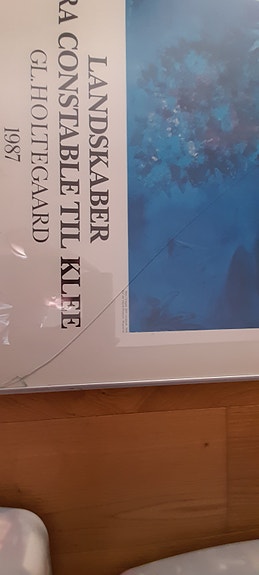 LANDSKABER
RA CONSTABLE TIL KLEE
GL. HOLTEGAARD
1987